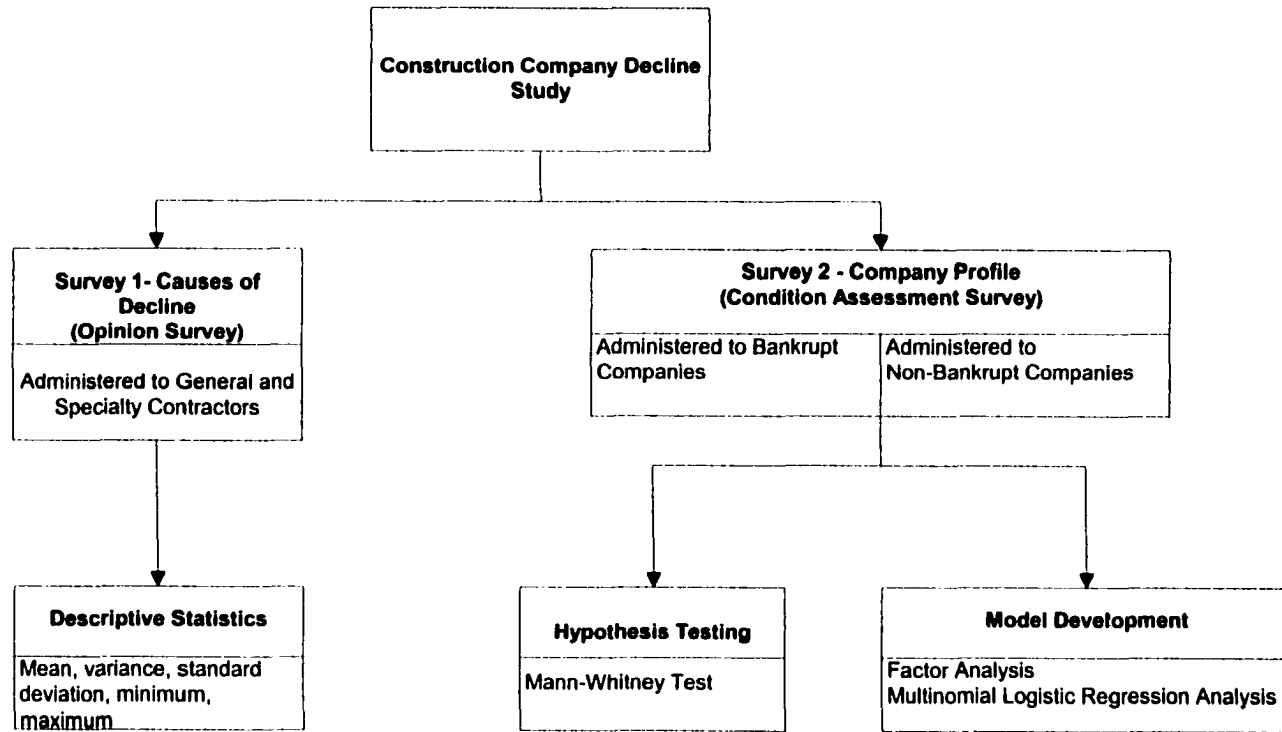 Construction Company Decline
Study
Survey 1- Causes of
Decline
(Opinion Survey)
Administered to General and
Specialty Contractors
Survey 2 - Company Profile
(Condition Assessment Survey)
Administered to Bankrupt
Companies
Administered to
Non-Bankrupt Companies
Descriptive Statistics
Mean, variance, standard
deviation, minimum,
maximum
Hypothesis Testing
Mann-Whitney Test
Model Development
Factor Analysis
Multinomial Logistic Regression Analysis